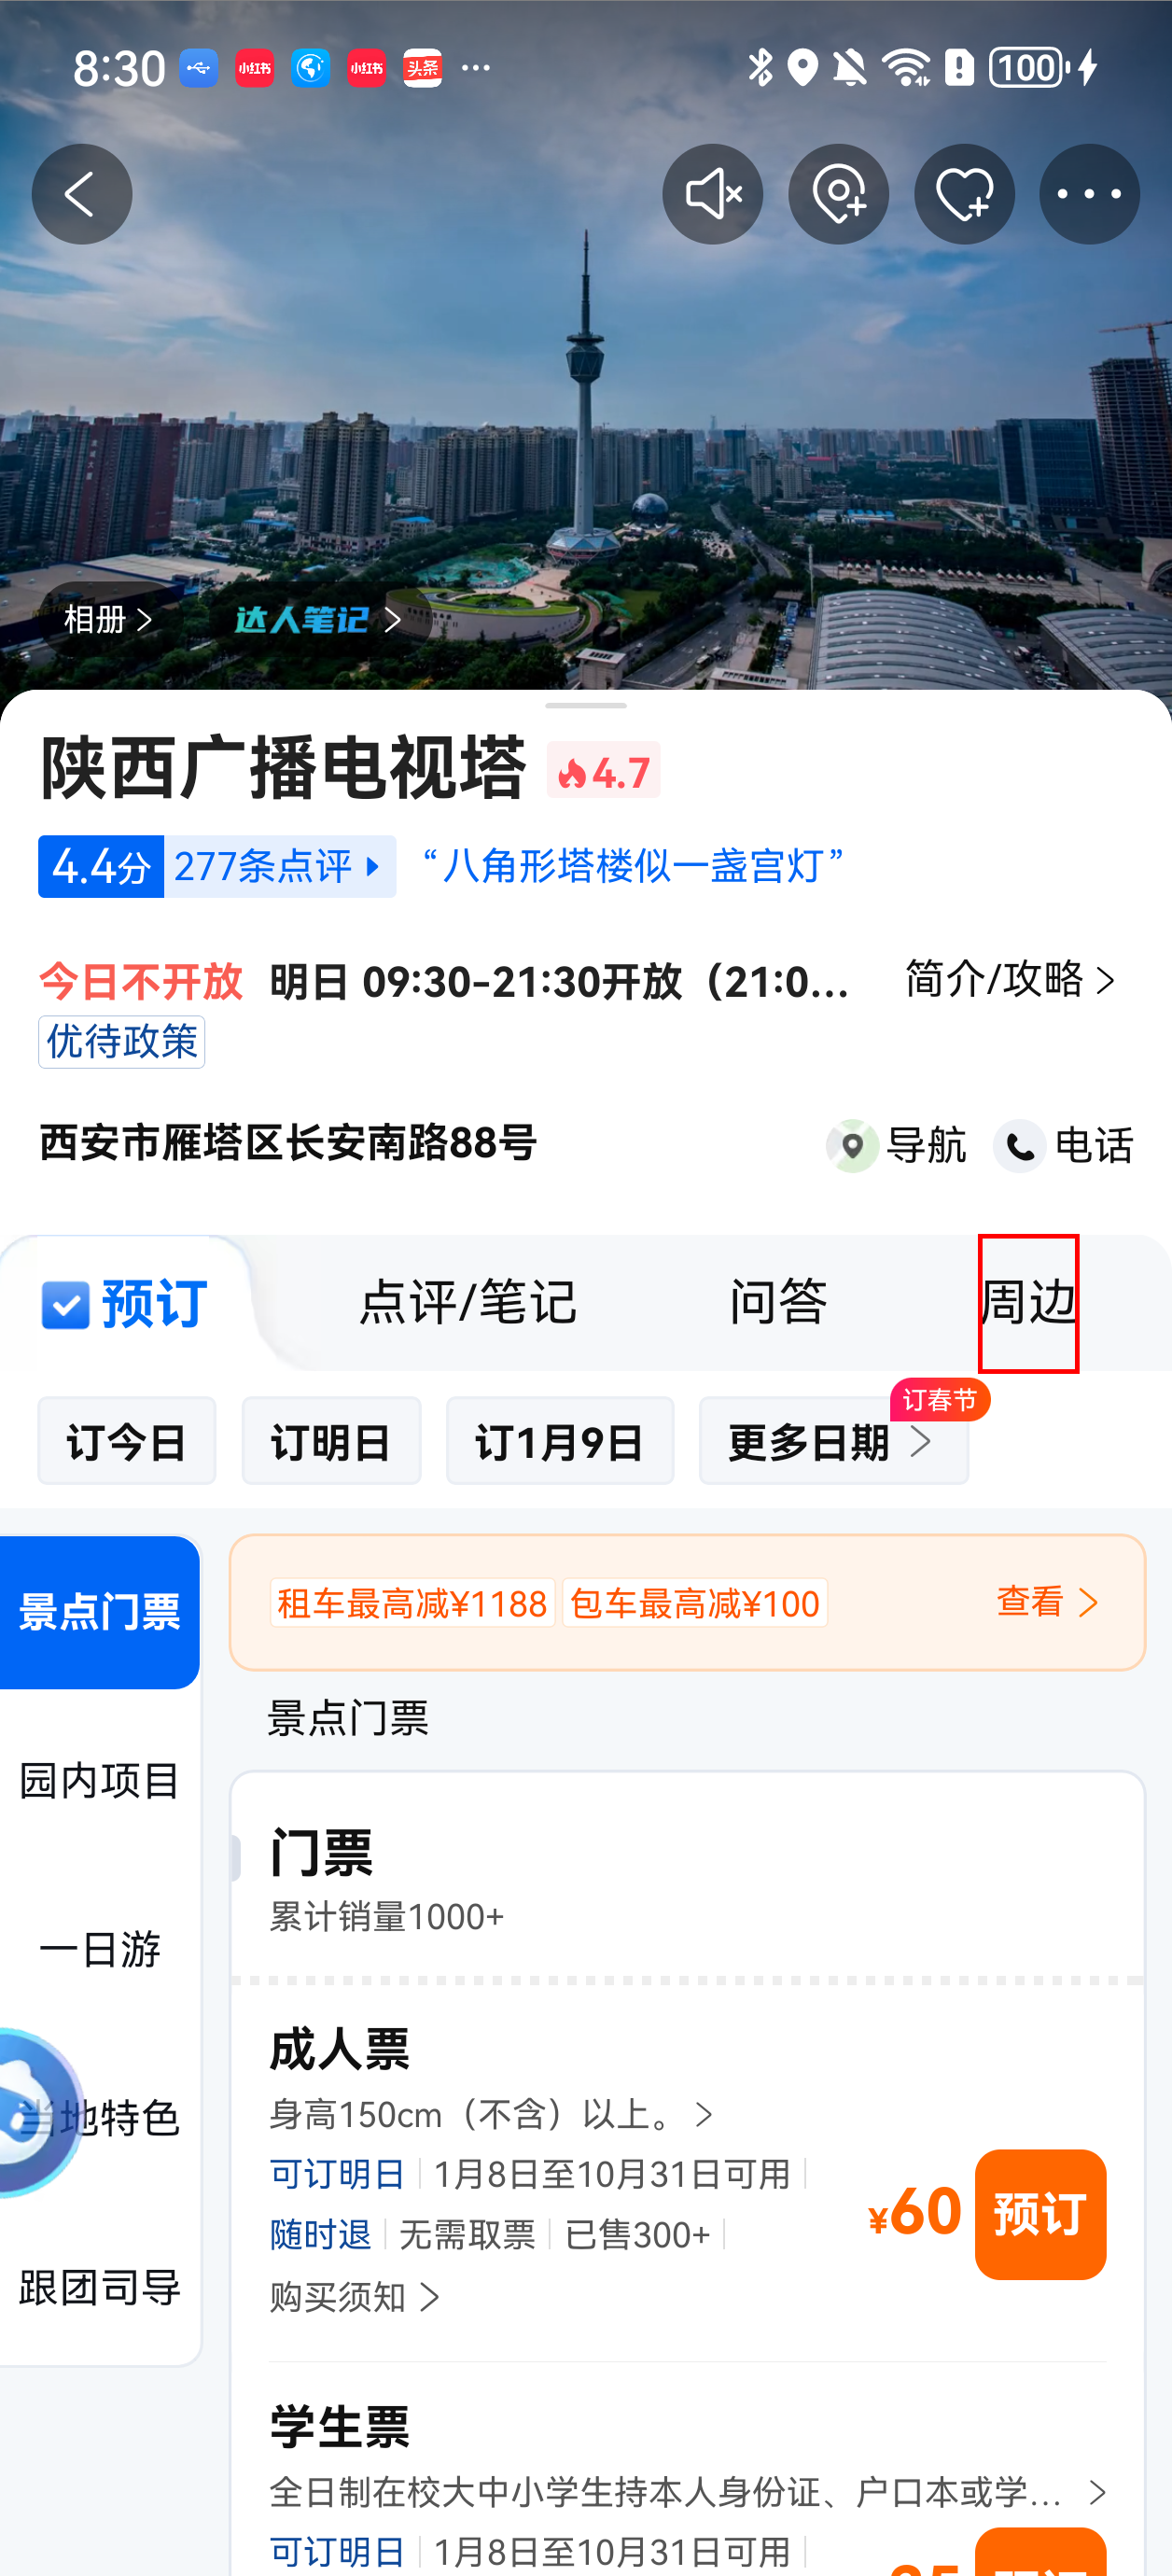 8:30
小红书
小红书
头条
100
相册
达人笔记
陕西广播电视塔 4.7
4.4分 277条点评 “八角形塔楼似一盏宫灯”
今日不开放 明日 09:30-21:30开放（21:0... 简介/攻略
优待政策
西安市雁塔区长安南路88号 导航 电话
预订 点评/笔记 问答 周边
订春节
订今日 订明日 订1月9日 更多日期
景点门票
园内项目
一日游
当地特色
跟团司导
租车最高减¥1188 包车最高减¥100 查看
景点门票
门票
累计销量1000+
成人票
身高150cm（不含）以上。
可订明日 1月8日至10月31日可用
随时退 无需取票 已售300+
购买须知
¥60 预订
学生票
全日制在校大中小学生持本人身份证、户口本或学...
可订明日 1月8日至10月31日可用